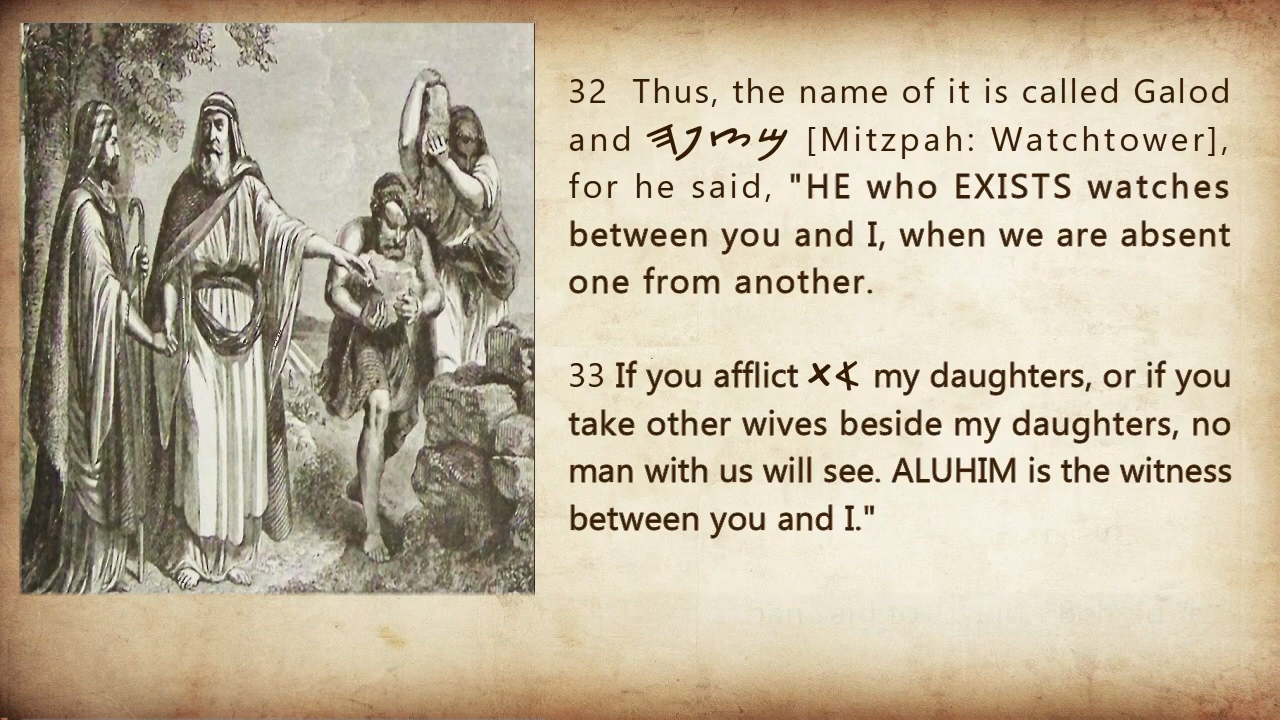 32 Thus, the name of it is called Galod
and 𐤌𐤑𐤐𐤄 [Mitzpah: Watchtower],
for he said, "HE who EXISTS watches
between you and I, when we are absent
one from another.
33 If you afflict 𐤀𐤕 my daughters, or if you
take other wives beside my daughters, no
man with us will see. ALUHIM is the witness
between you and I."